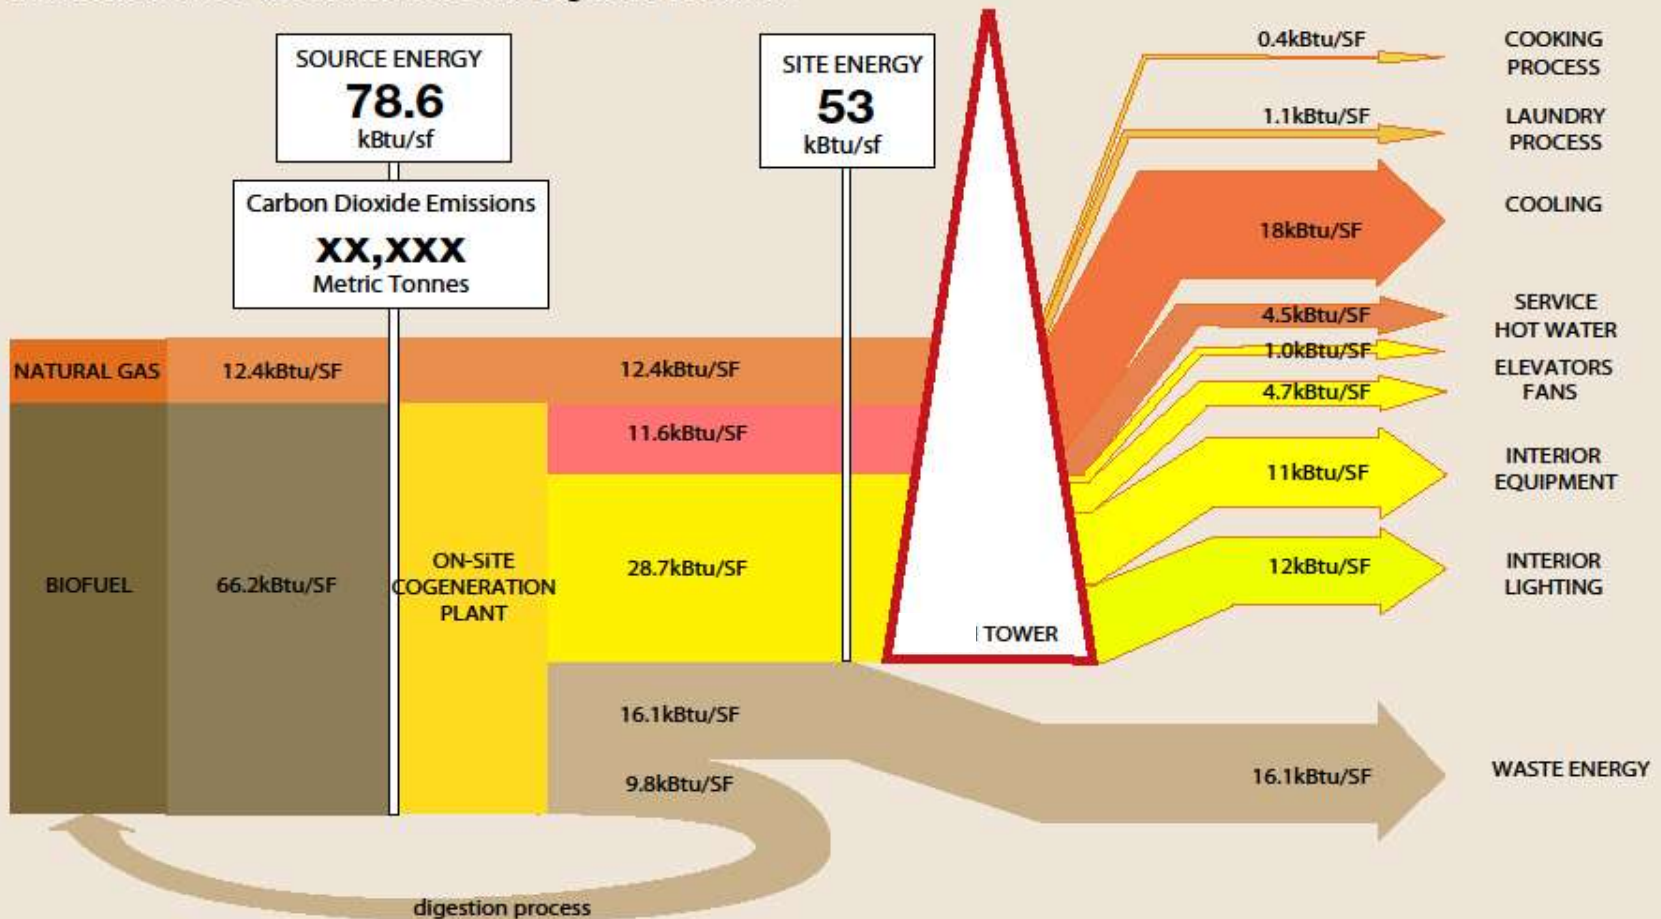 SOURCE ENERGY
78.6
kBtu/sf
Carbon Dioxide Emissions
xx,xxx
Metric Tonnes
SITE ENERGY
53
kBtu/sf
0.4kBtu/SF
COOKING
PROCESS
1.1kBtu/SF
LAUNDRY
PROCESS
18kBtu/SF
COOLING
4.5kBtu/SF
SERVICE
HOT WATER
1.0kBtu/SF
ELEVATORS
4.7kBtu/SF
FANS
11kBtu/SF
INTERIOR
EQUIPMENT
12kBtu/SF
INTERIOR
LIGHTING
NATURAL GAS
12.4kBtu/SF
12.4kBtu/SF
11.6kBtu/SF
BIOFUEL
66.2kBtu/SF
ON-SiTE
COGENERATION
PLANT
28.7kBtu/SF
TOWER
16.1kBtu/SF
9.8kBtu/SF
16.1kBtu/SF
WASTE ENERGY
digestion process